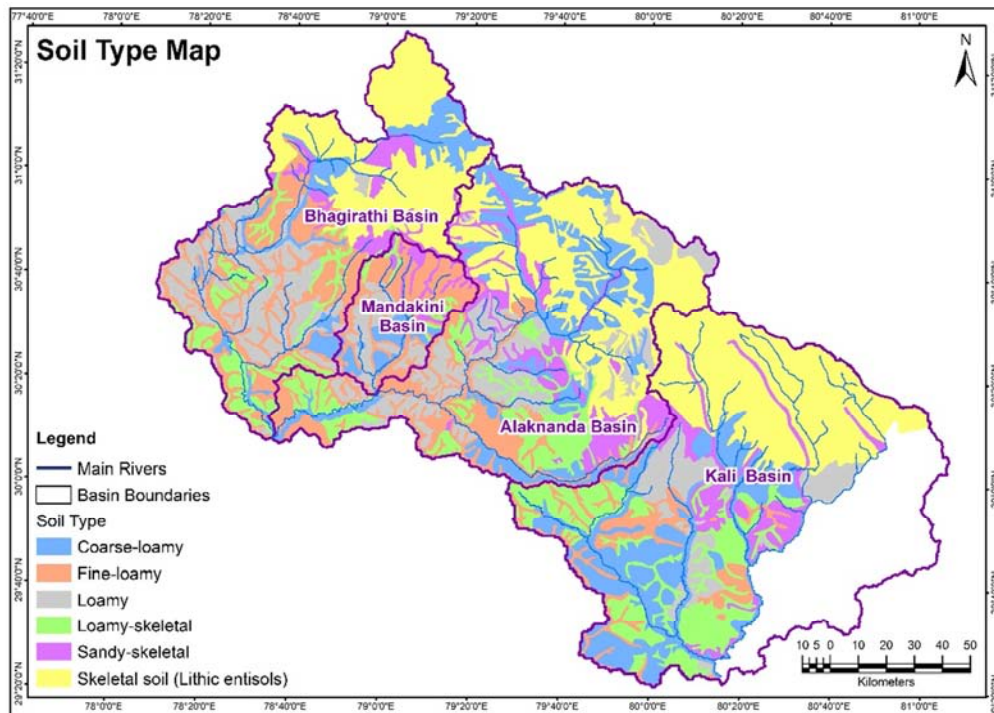 77°40'0"E 78°0'0"E 78°20'0"E 78°40'0"E 79°0'0"E 79°20'0"E 79°40'0"E 80°0'0"E 80°20'0"E 80°40'0"E 81°0'0"E
Soil Type Map
N
31°20'0"N
31°0'0"N
Bhagirathi Basin
30°40'0"N
Mandakini
Basin
30°20'0"N
Alaknanda Basin
Legend
Main Rivers
Kali Basin
30°0'0"N
Basin Boundaries
Soil Type
Coarse-loamy
Fine-loamy
29°40'0"N
Loamy
Loamy-skeletal
Sandy-skeletal
10 5 0 10 20 30 40 50
Kilometers
Skeletal soil (Lithic entisols)
29°20'0"N
78°0'0"E 78°20'0"E 78°40'0"E 79°0'0"E 79°20'0"E 79°40'0"E 80°0'0"E 80°20'0"E 80°40'0"E 81°0'0"E